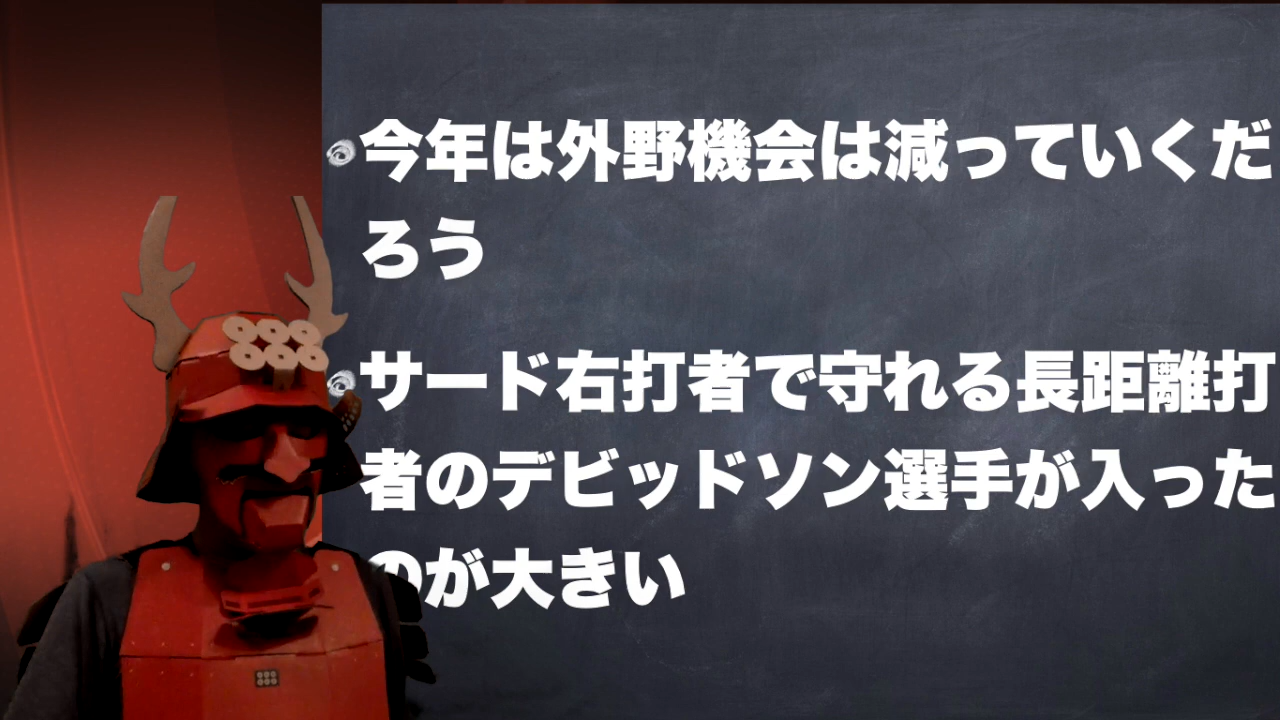 今年は外野機会は減っていくだ
ろう
サード右打者で守れる長距離打
者のデビッドソン選手が入った
のが大きい